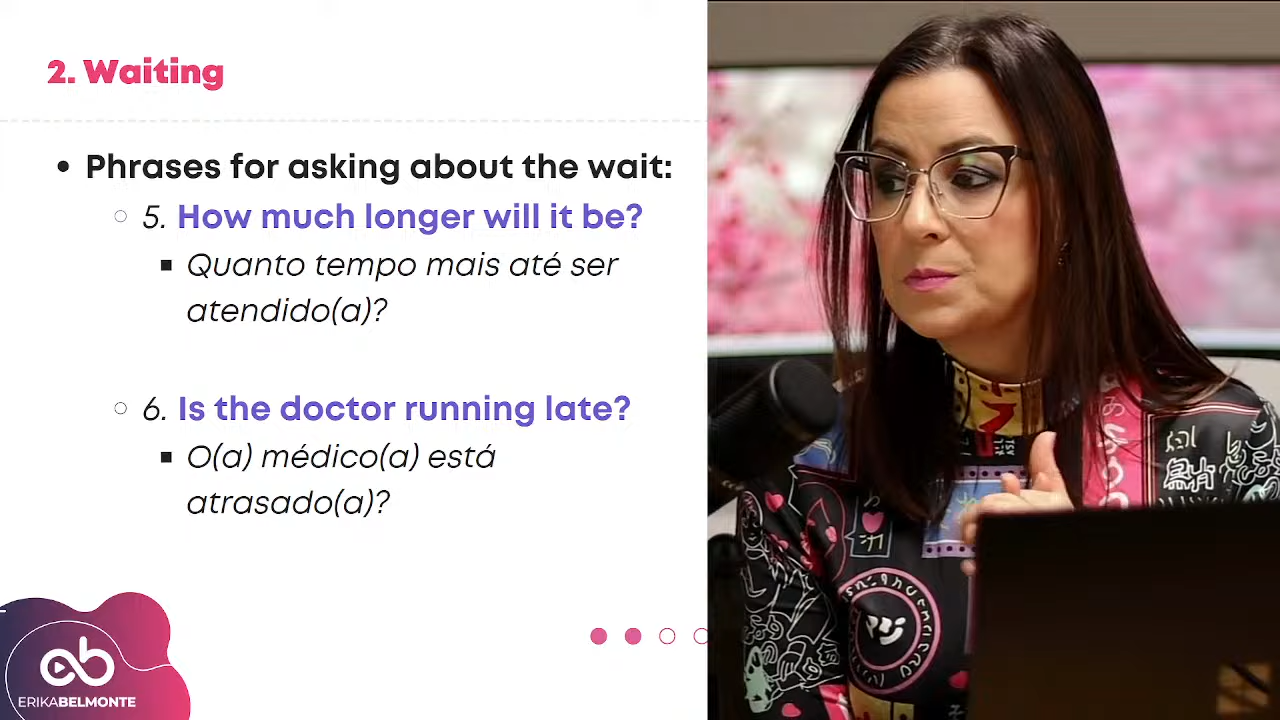 2. Waiting
• Phrases for asking about the wait:
○ 5. How much longer will it be?
■ Quanto tempo mais até ser
atendido(a)?
○ 6. Is the doctor running late?
■ O(a) médico(a) está
atrasado(a)?
eb
ERIKABELMONTE